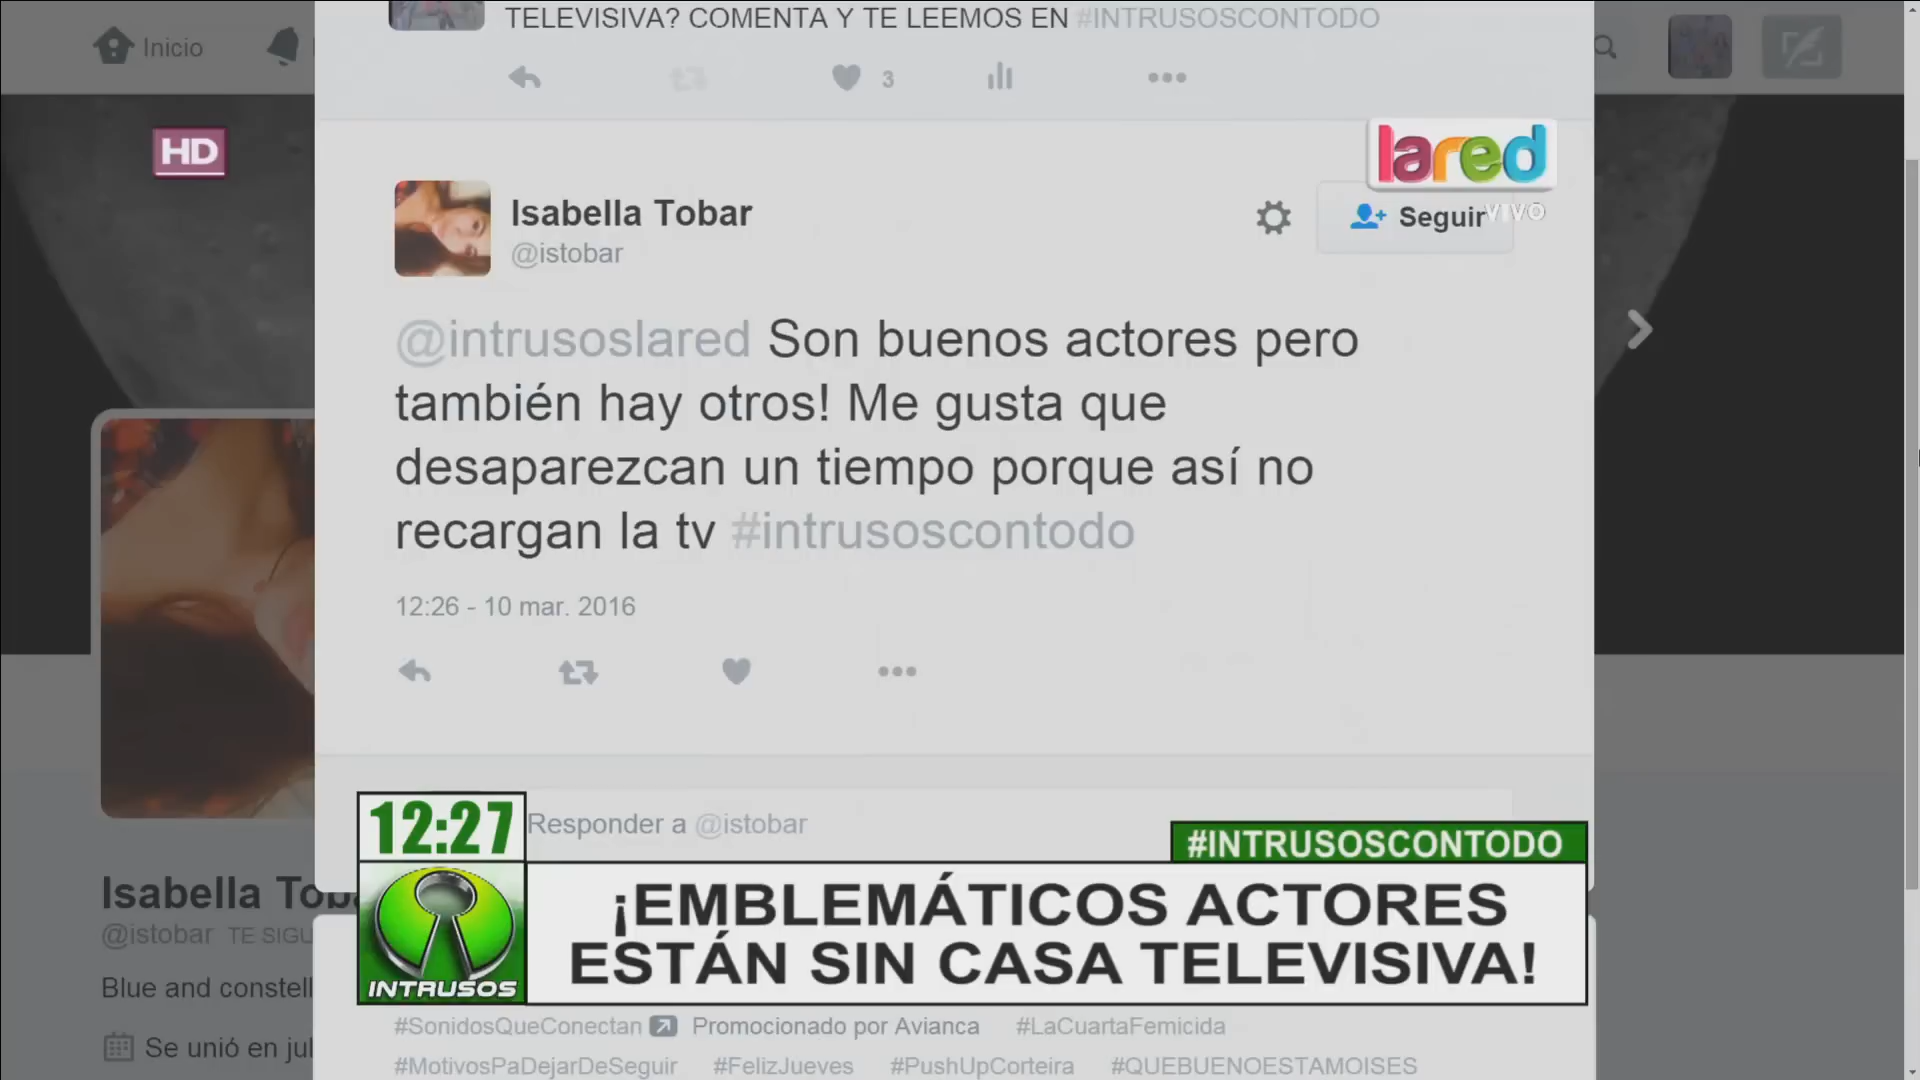 TELEVISIVA? COMENTA Y TE LEEMOS EN #INTRUSOSCONTODO
Inicio
3
HD
lared
VIVO
Isabella Tobar
@istobar
Seguir
@intrusoslared Son buenos actores pero
también hay otros! Me gusta que
desaparezcan un tiempo porque así no
recargan la tv #intrusoscontodo
12:26 - 10 mar. 2016
12:27
Responder a @istobar
#INTRUSOSCONTODO
¡EMBLEMÁTICOS ACTORES
ESTÁN SIN CASA TELEVISIVA!
INTRUSOS
Isabella Toba
@istobar TE SIGU
Blue and constell
Se unió en jul
#SonidosQueConectan Promocionado por Avianca #LaCuartaFemicida
#MotivosPaDejarDeSeguir #FelizJueves #PushUpCorteira #QUEBUENOESTAMOISES